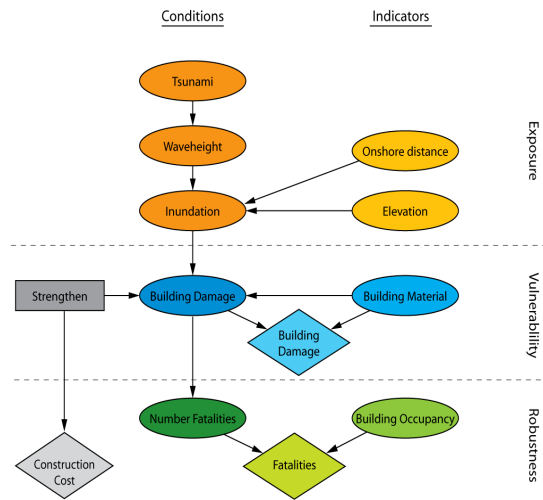 Conditions
Indicators
Tsunami
Waveheight
Onshore distance
Inundation
Elevation
Exposure
Strengthen
Building Damage
Building Material
Building
Damage
Vulnerablility
Number Fatalities
Building Occupancy
Construction
Cost
Fatalities
Robustness